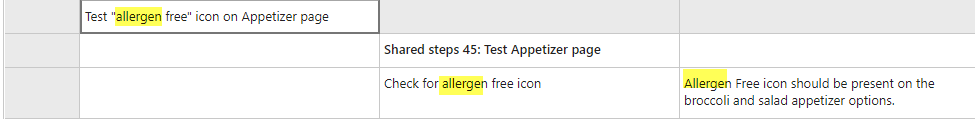 Test "allergen free" icon on Appetizer page
Shared steps 45: Test Appetizer page
Check for allergen free icon
Allergen Free icon should be present on the
broccoli and salad appetizer options.